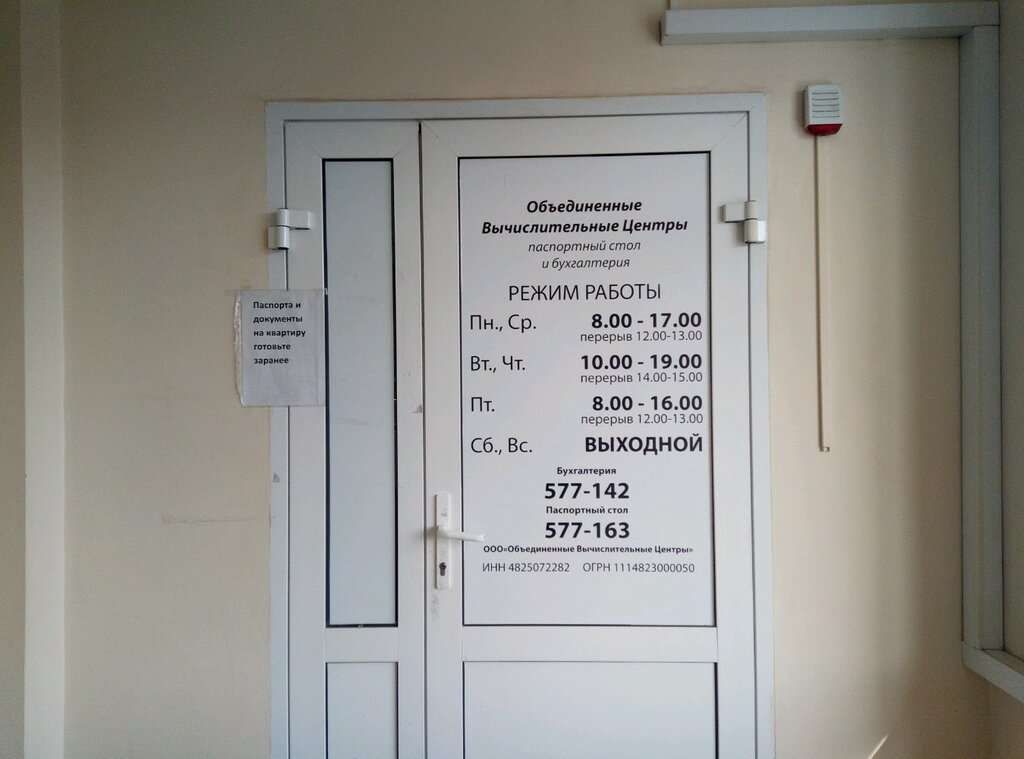 Объединенные
Вычислительные Центры
паспортный стол
и бухгалтерия
РЕЖИМ РАБОТЫ
Пн., Ср. 8.00 - 17.00
перерыв 12.00-13.00
Вт., Чт. 10.00 - 19.00
перерыв 14.00-15.00
Пт. 8.00 - 16.00
перерыв 12.00-13.00
Сб., Вс. ВЫХОДНОЙ
Бухгалтерия
577-142
Паспортный стол
577-163
ООО«Объединенные Вычислительные Центры»
ИНН 4825072282 ОГРН 1114823000050
Паспорта и
документы
на квартиру
готовьте
заранее